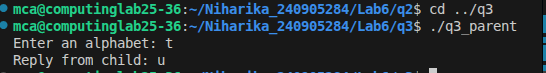 mca@computinglab25-36:~/Niharika_240905284/Lab6/q2$ cd ../q3
mca@computinglab25-36:~/Niharika_240905284/Lab6/q3$ ./q3_parent
Enter an alphabet: t
Reply from child: u